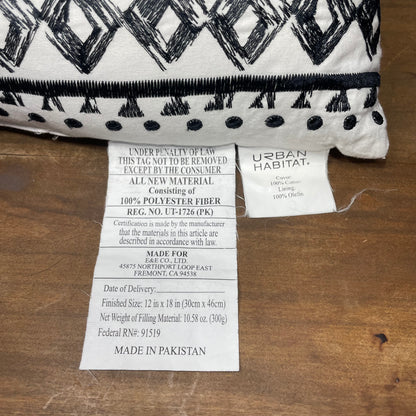 UNDER PENALTY OF LAW
THIS TAG NOT TO BE REMOVED
EXCEPT BY THE CONSUMER
ALL NEW MATERIAL
Consisting of
100% POLYESTER FIBER
REG. NO. UT-1726 (PK)
Certification is made by the manufacturer
that the materials in this article are
described in accordance with law.
MADE FOR
E&E CO., LTD.
45875 NORTHPORT LOOP EAST
FREMONT, CA 94538
Date of Delivery:
Finished Size: 12 in x 18 in (30cm x 46cm)
Net Weight of Filling Material: 10.58 oz. (300g)
Federal RN#: 91519
MADE IN PAKISTAN
URBAN
HABITAT.
Cover:
100% Cotton
Lining:
100% Olefin